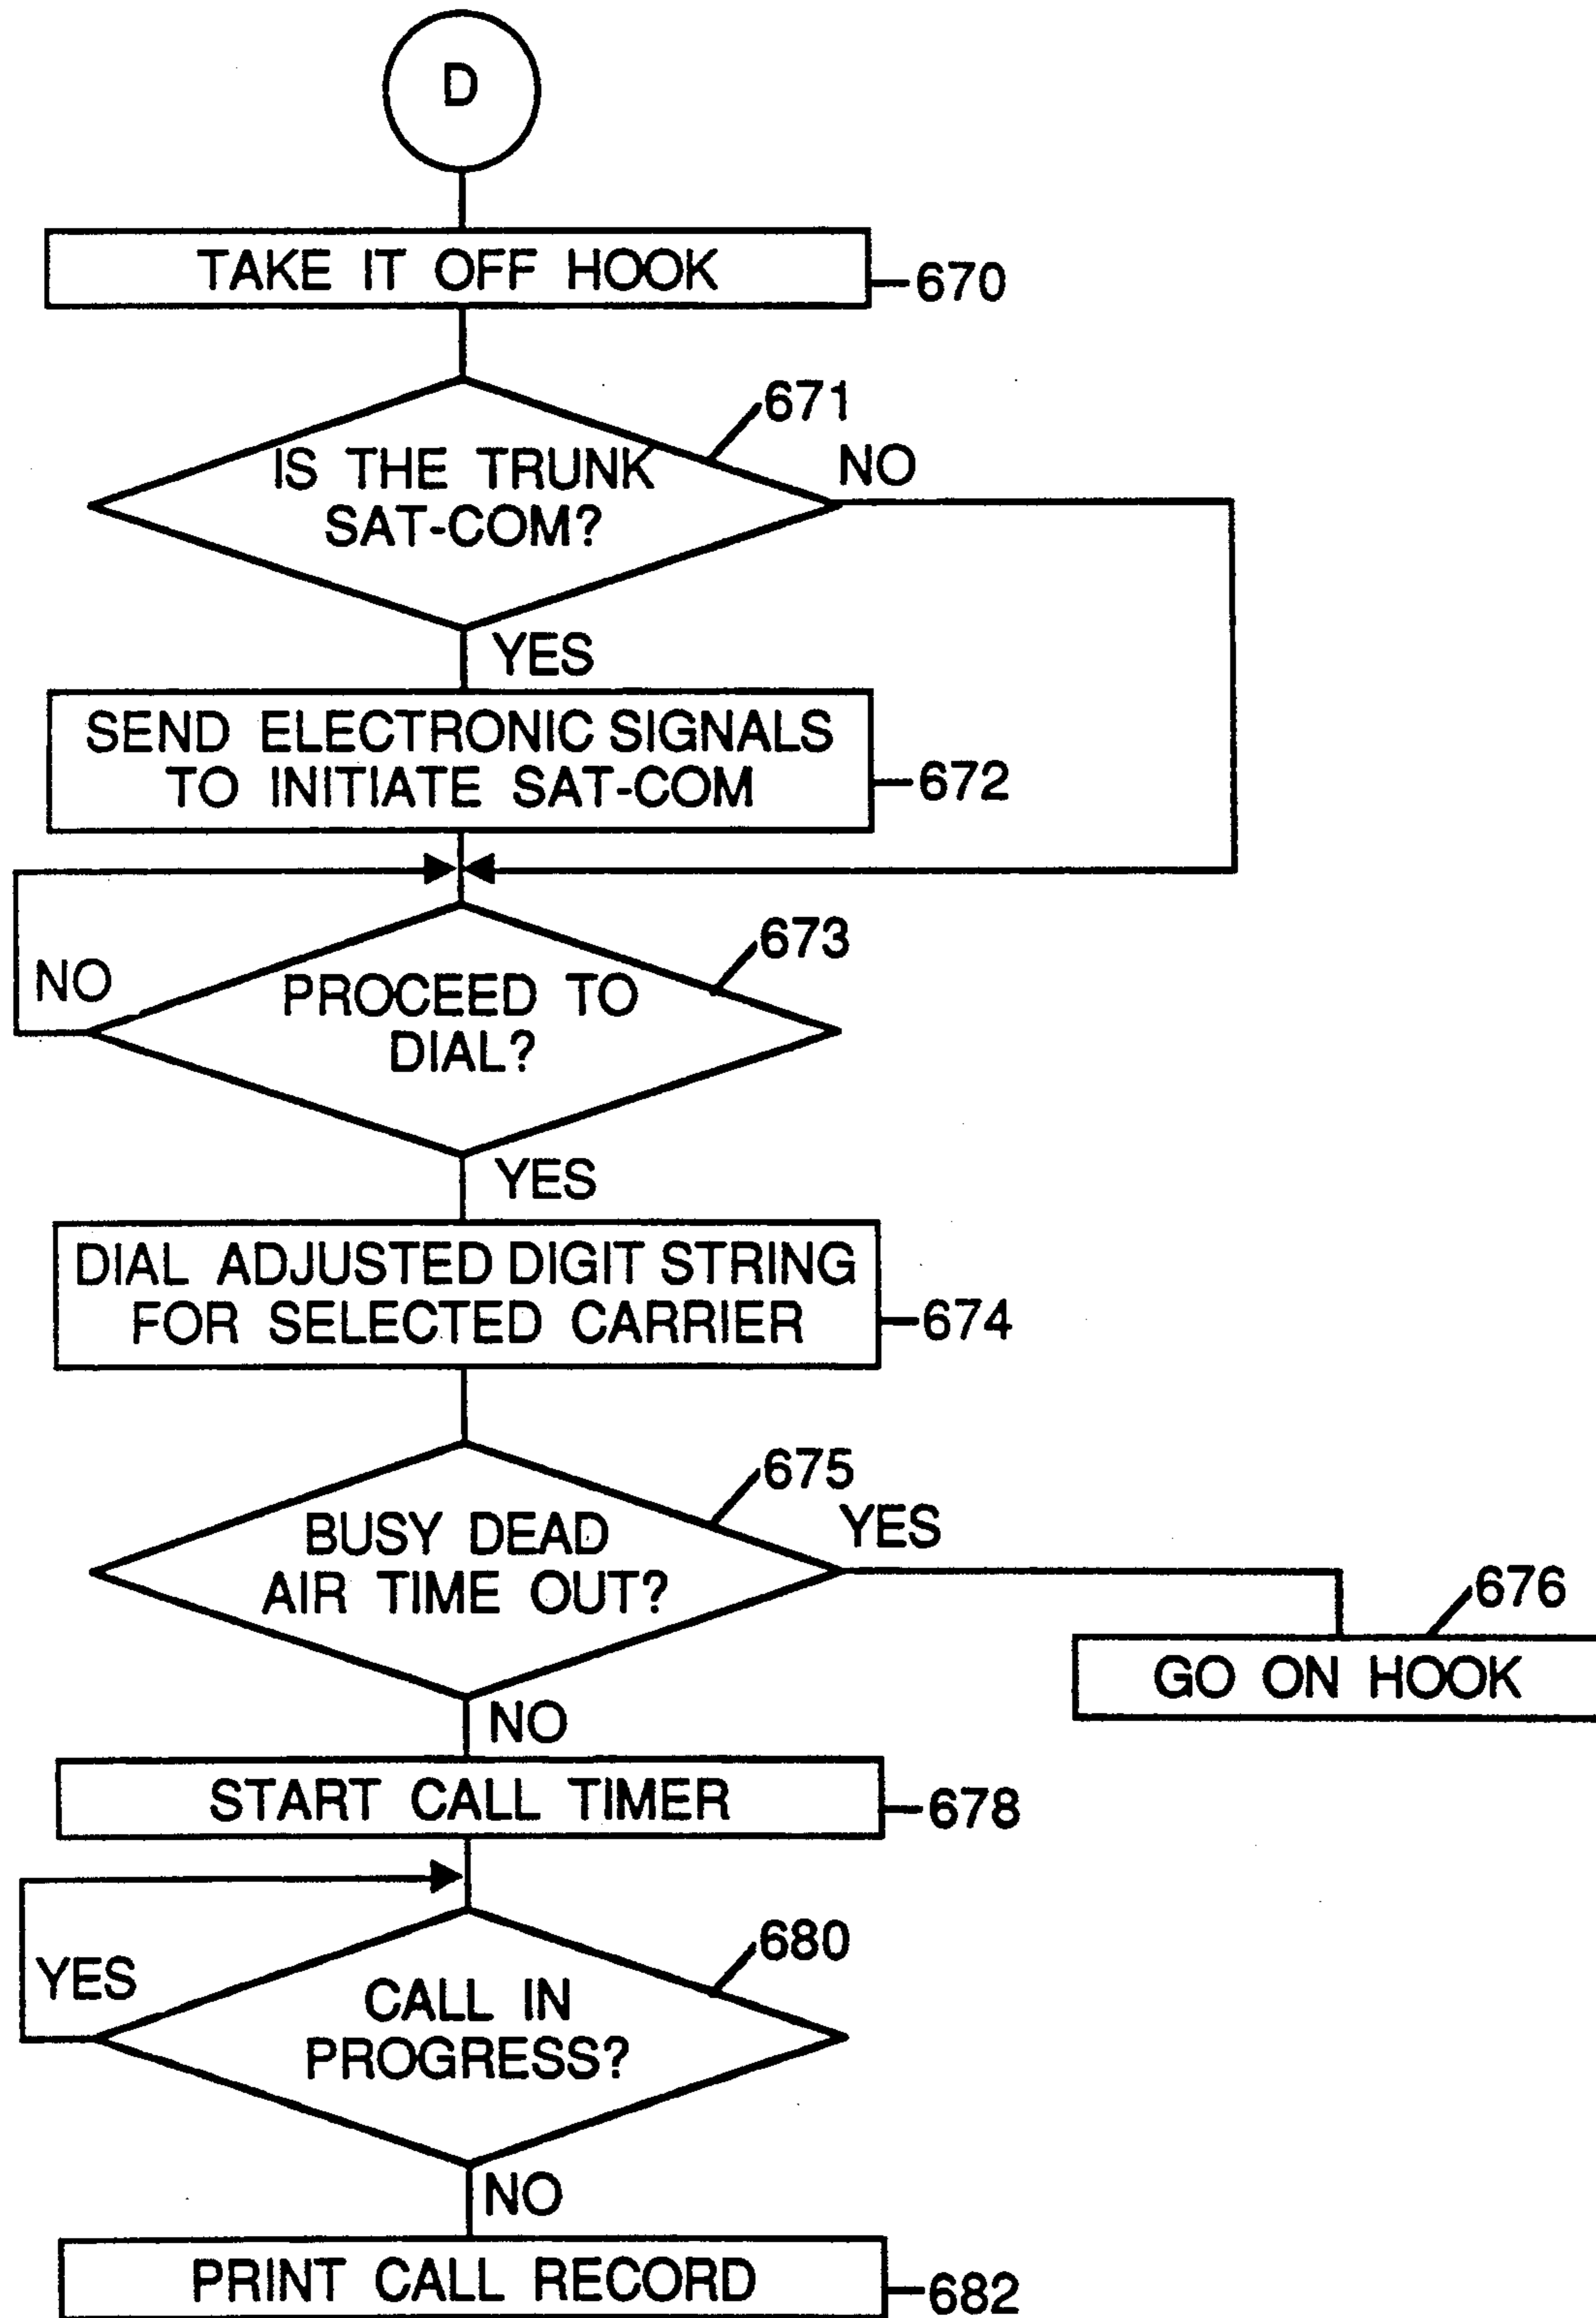 D
TAKE IT OFF HOOK
670
671
IS THE TRUNK
SAT-COM?
NO
YES
SEND ELECTRONIC SIGNALS
TO INITIATE SAT-COM
672
673
NO
PROCEED TO
DIAL?
YES
DIAL ADJUSTED DIGIT STRING
FOR SELECTED CARRIER
674
675
BUSY DEAD
AIR TIME OUT?
YES
676
GO ON HOOK
NO
START CALL TIMER
678
680
YES
CALL IN
PROGRESS?
NO
PRINT CALL RECORD
682